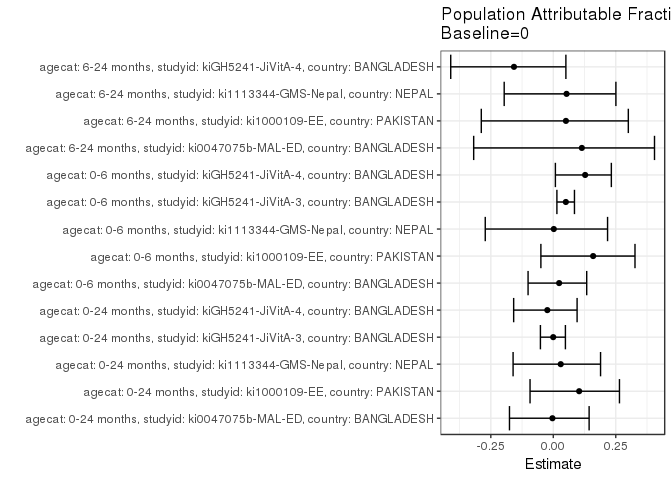 Population Attributable Fracti
Baseline=0
agecat: 6-24 months, studyid: kiGH5241-JiVitA-4, country: BANGLADESH
agecat: 6-24 months, studyid: ki1113344-GMS-Nepal, country: NEPAL
agecat: 6-24 months, studyid: ki1000109-EE, country: PAKISTAN
agecat: 6-24 months, studyid: ki0047075b-MAL-ED, country: BANGLADESH
agecat: 0-6 months, studyid: kiGH5241-JiVitA-4, country: BANGLADESH
agecat: 0-6 months, studyid: kiGH5241-JiVitA-3, country: BANGLADESH
agecat: 0-6 months, studyid: ki1113344-GMS-Nepal, country: NEPAL
agecat: 0-6 months, studyid: ki1000109-EE, country: PAKISTAN
agecat: 0-6 months, studyid: ki0047075b-MAL-ED, country: BANGLADESH
agecat: 0-24 months, studyid: kiGH5241-JiVitA-4, country: BANGLADESH
agecat: 0-24 months, studyid: kiGH5241-JiVitA-3, country: BANGLADESH
agecat: 0-24 months, studyid: ki1113344-GMS-Nepal, country: NEPAL
agecat: 0-24 months, studyid: ki1000109-EE, country: PAKISTAN
agecat: 0-24 months, studyid: ki0047075b-MAL-ED, country: BANGLADESH
-0.25 0.00 0.25
Estimate